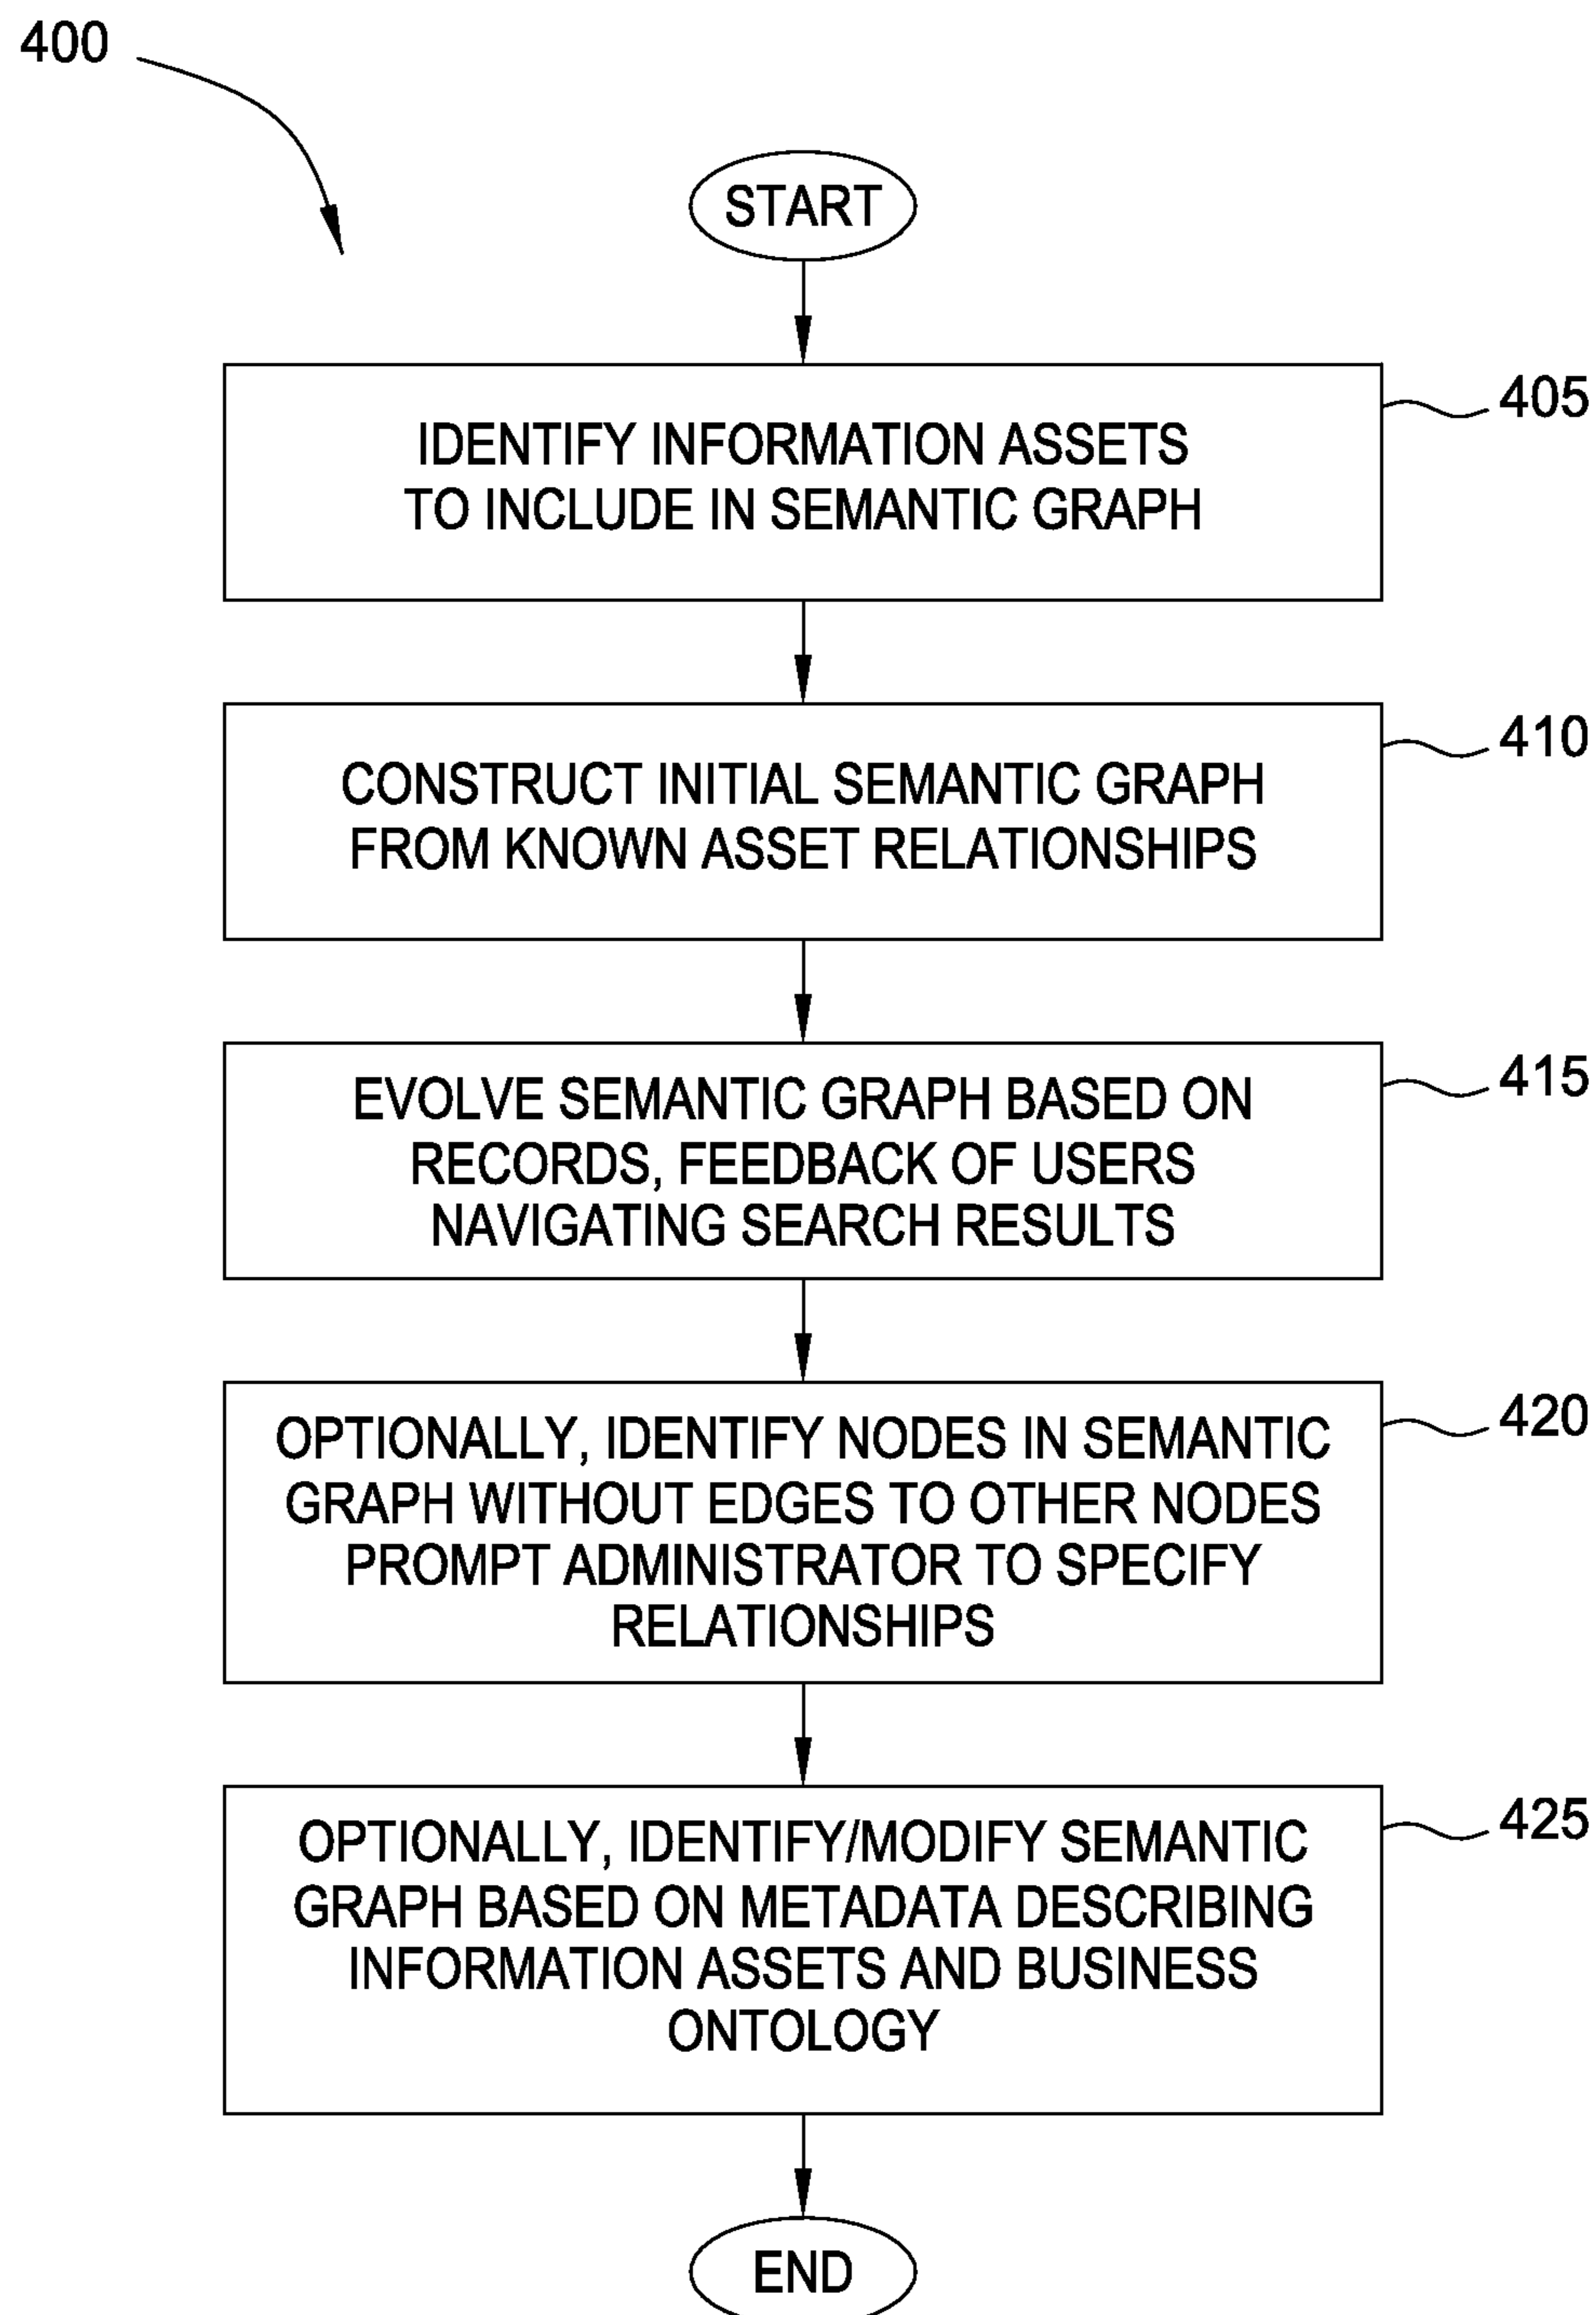 400
START
IDENTIFY INFORMATION ASSETS
TO INCLUDE IN SEMANTIC GRAPH
405
CONSTRUCT INITIAL SEMANTIC GRAPH
FROM KNOWN ASSET RELATIONSHIPS
410
EVOLVE SEMANTIC GRAPH BASED ON
RECORDS, FEEDBACK OF USERS
NAVIGATING SEARCH RESULTS
415
OPTIONALLY, IDENTIFY NODES IN SEMANTIC
GRAPH WITHOUT EDGES TO OTHER NODES
PROMPT ADMINISTRATOR TO SPECIFY
RELATIONSHIPS
420
OPTIONALLY, IDENTIFY/MODIFY SEMANTIC
GRAPH BASED ON METADATA DESCRIBING
INFORMATION ASSETS AND BUSINESS
ONTOLOGY
425
END